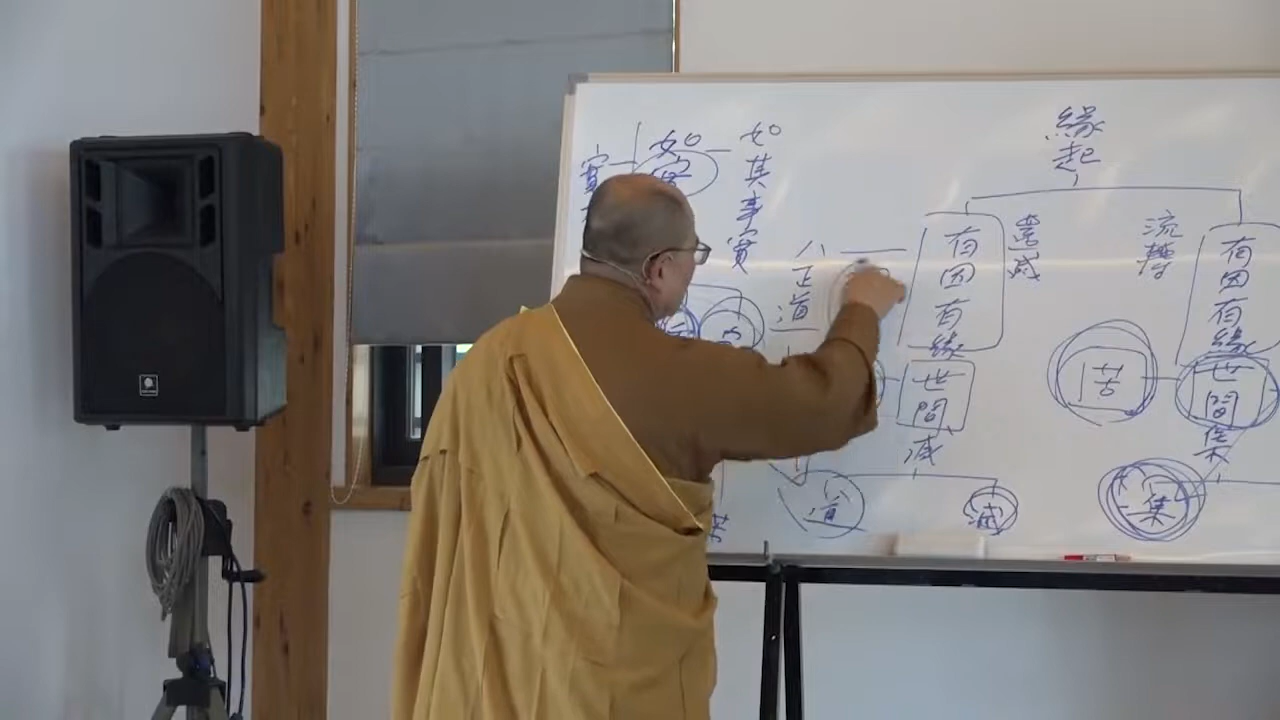 緣起
流轉
有因有緣
世間
集
苦
集
還滅
有因有緣
世間
滅
滅
道
八正道
如其事實
如實
實